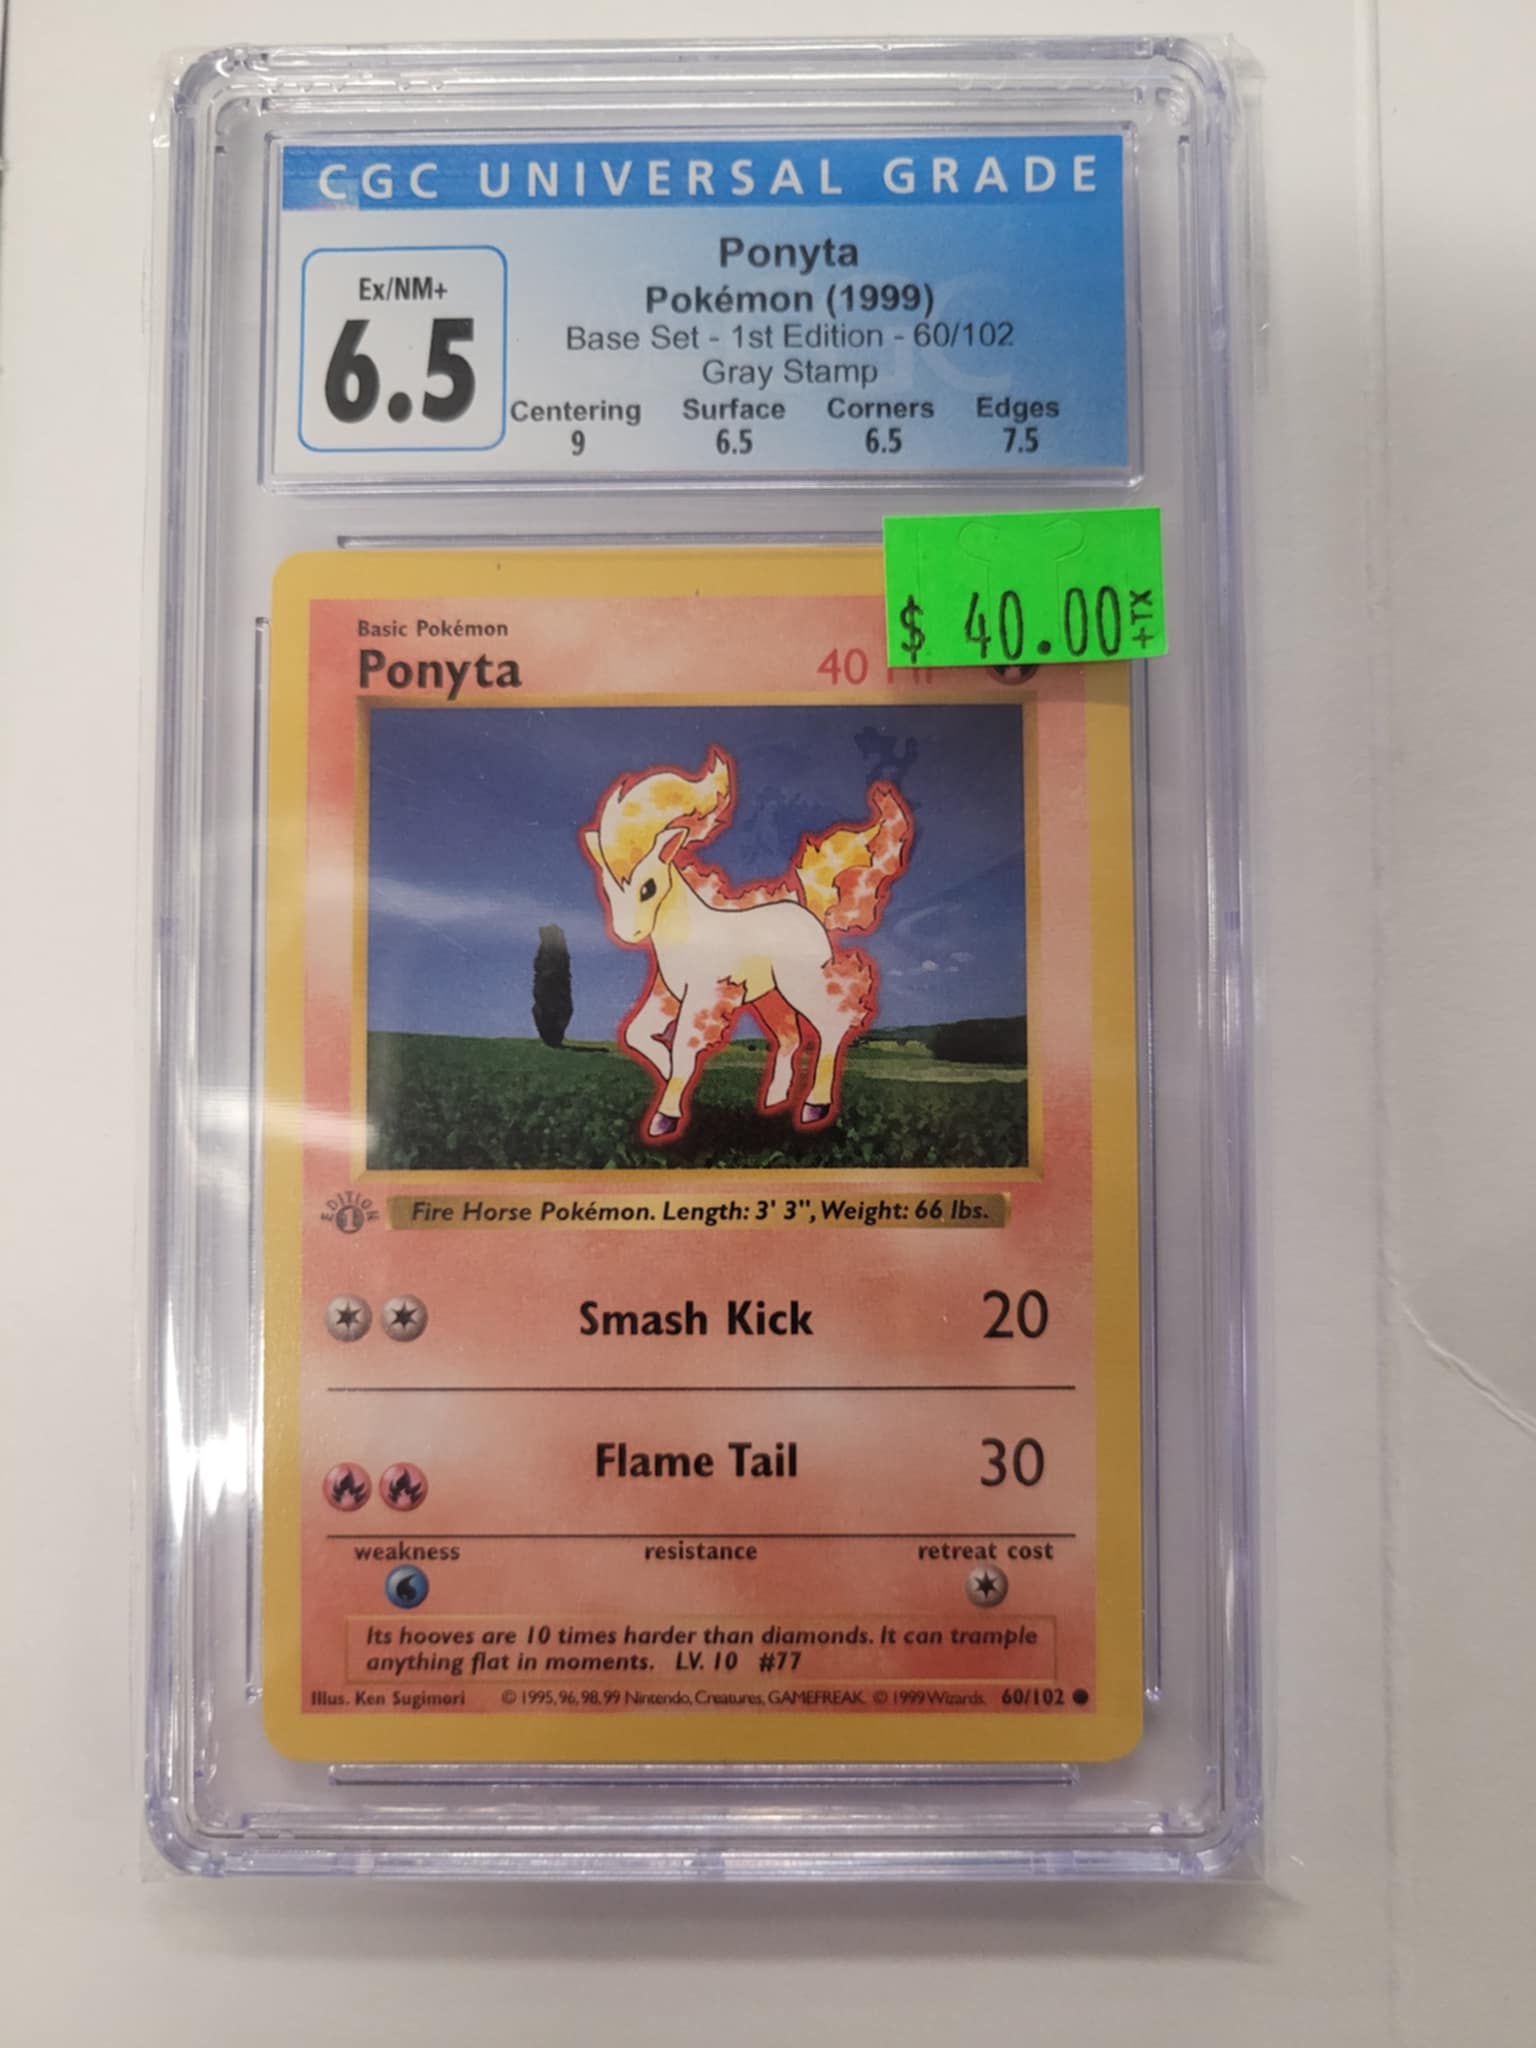 CGC UNIVERSAL GRADE
Ex/NM+
6.5
Ponyta
Pokémon (1999)
Base Set - 1st Edition - 60/102
Gray Stamp
Centering Surface Corners Edges
9 6.5 6.5 7.5
$ 40.00 +TX
Basic Pokémon
Ponyta 40
EDITION
1
Fire Horse Pokémon. Length: 3' 3", Weight: 66 lbs.
Smash Kick 20
Flame Tail 30
weakness resistance retreat cost
Its hooves are 10 times harder than diamonds. It can trample
anything flat in moments. LV. 10 #77
Illus. Ken Sugimori © 1995, 96, 98, 99 Nintendo, Creatures, GAMEFREAK. © 1999 Wizards. 60/102